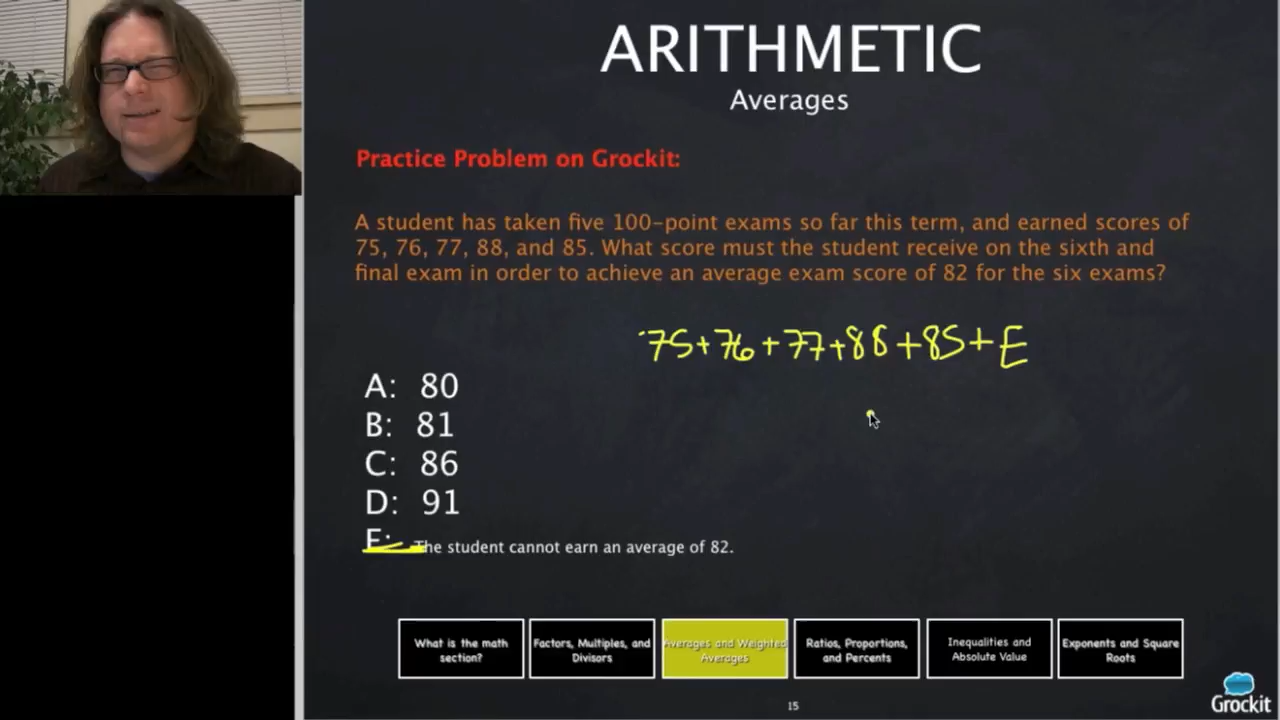 ARITHMETIC
Averages
Practice Problem on Grockit:
A student has taken five 100-point exams so far this term, and earned scores of
75, 76, 77, 88, and 85. What score must the student receive on the sixth and
final exam in order to achieve an average exam score of 82 for the six exams?
75+76+77+88+85+E
A: 80
B: 81
C: 86
D: 91
E: The student cannot earn an average of 82.
What is the math
section?
Factors, Multiples, and
Divisors
Averages and Weighted
Averages
Ratios, Proportions,
and Percents
Inequalities and
Absolute Value
Exponents and Square
Roots
15
Grockit